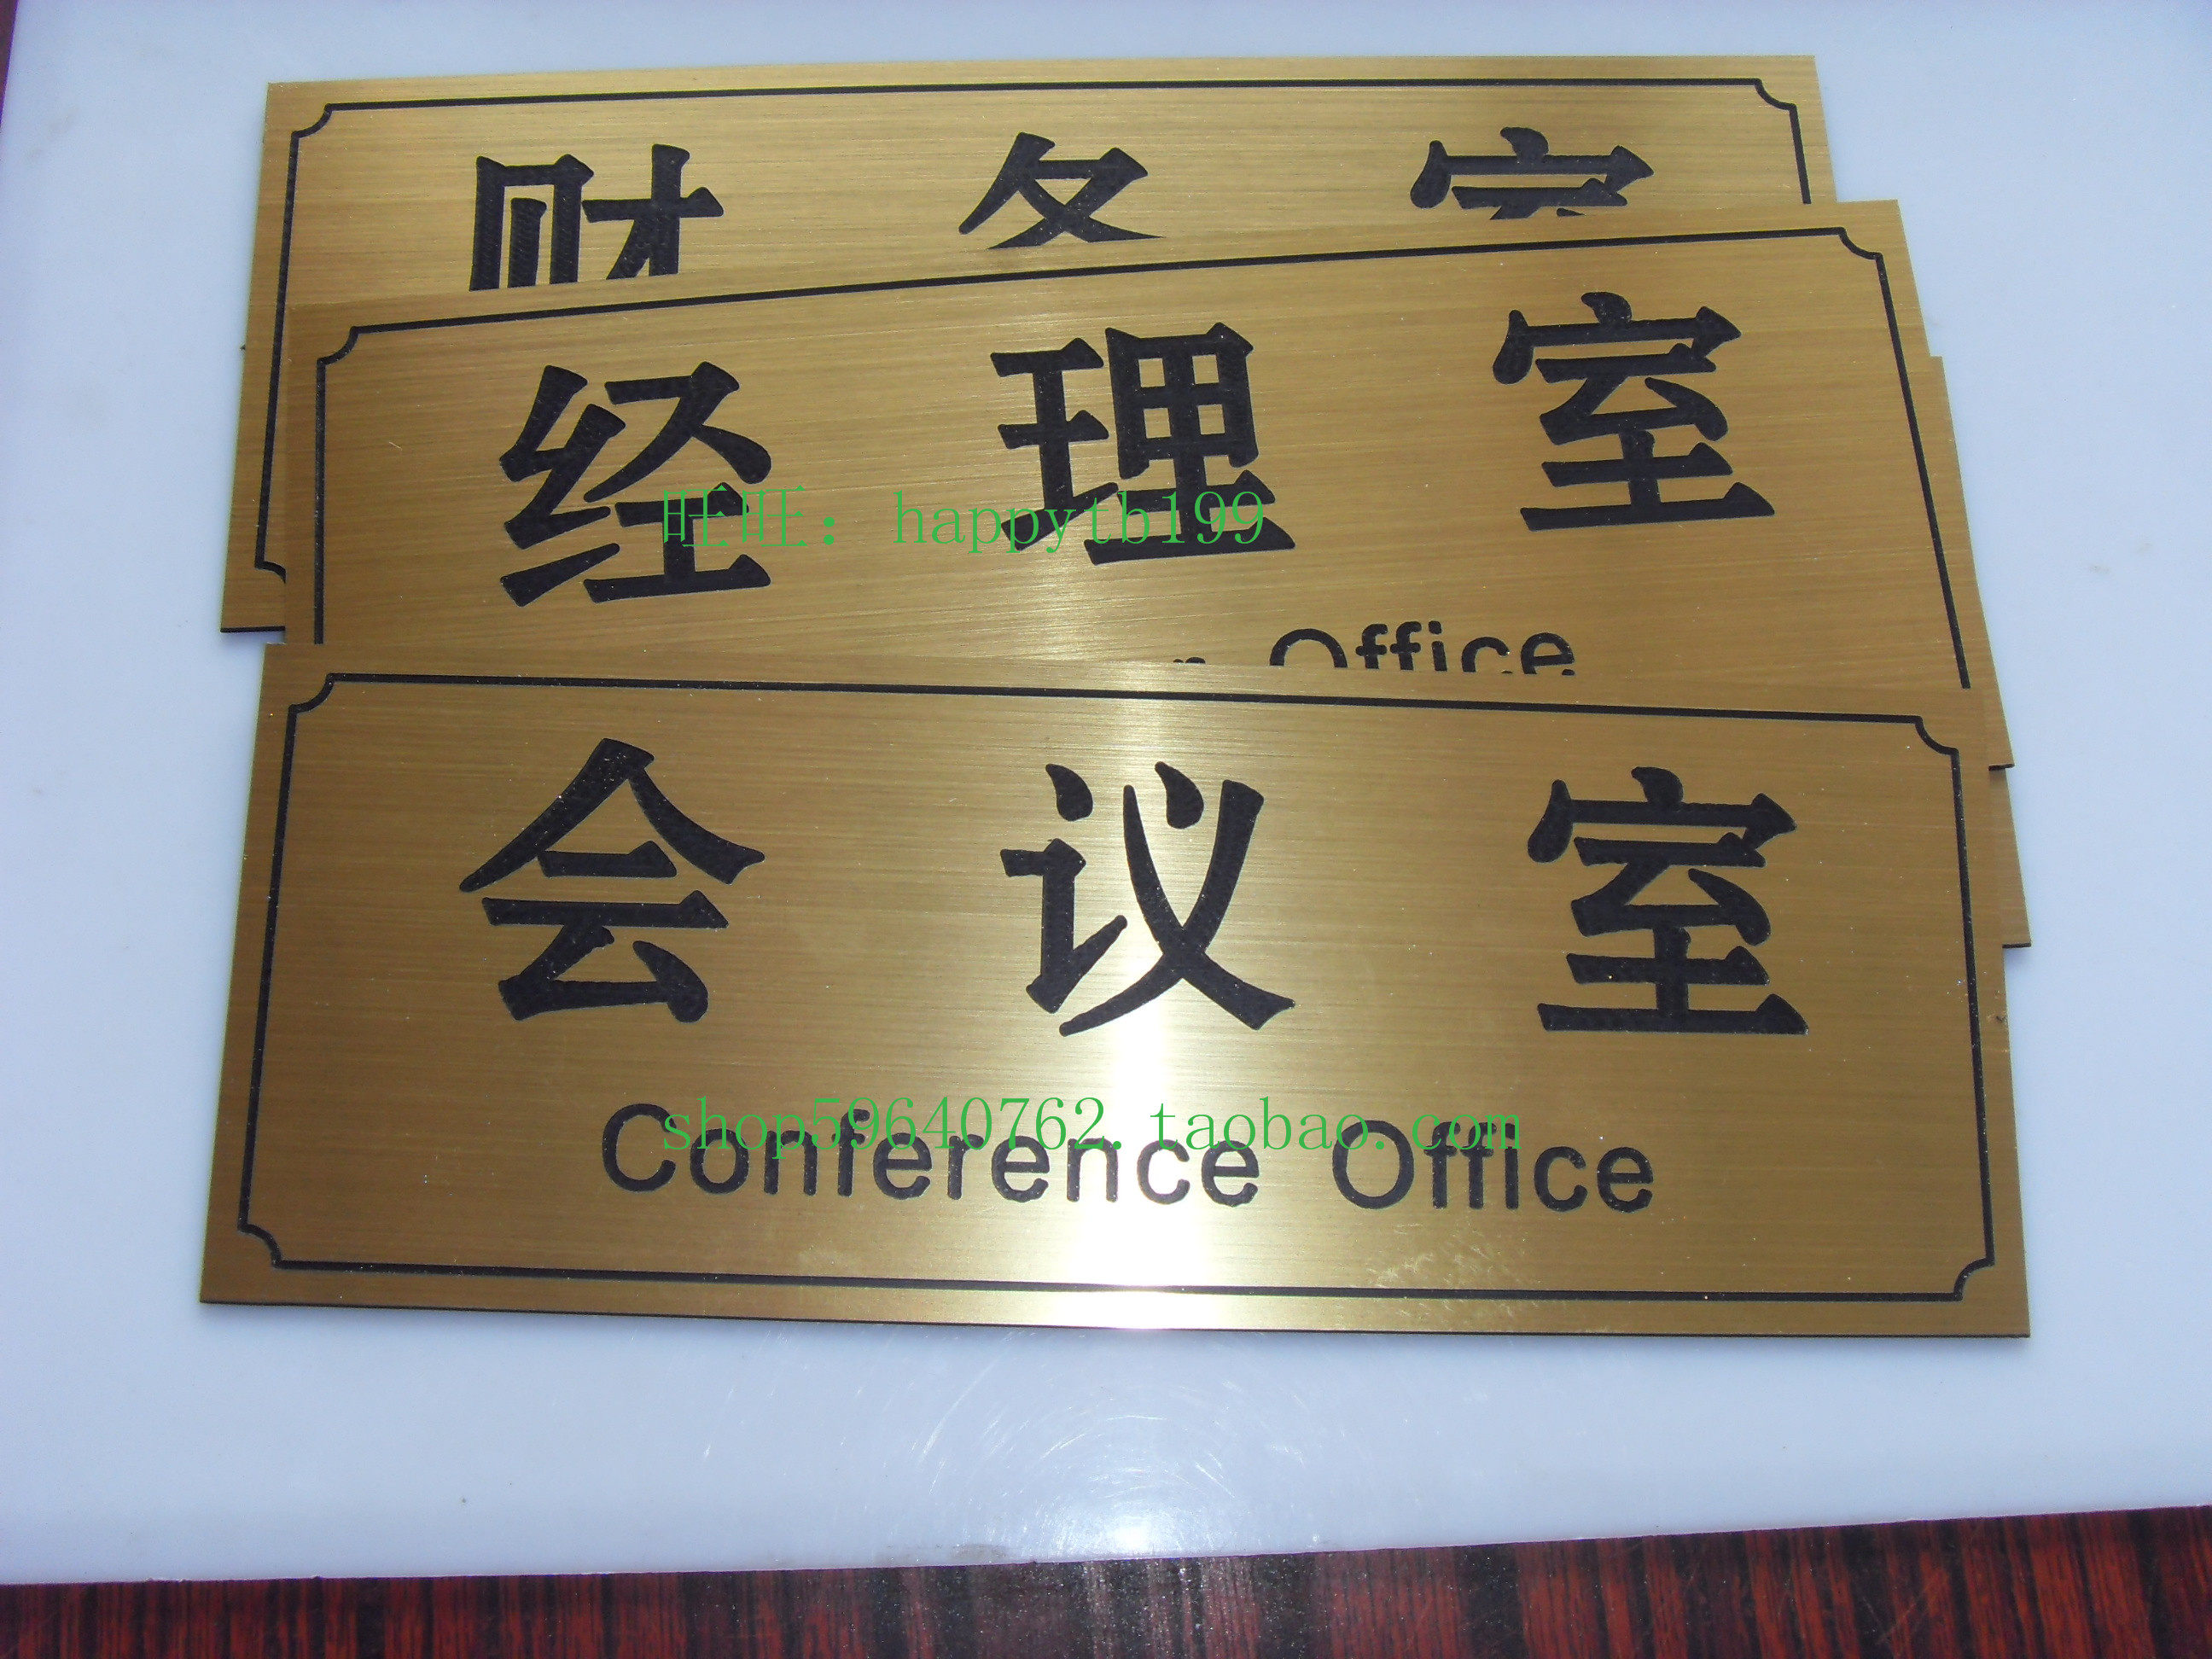 财务室
经理室
旺旺：happytb199
Office
会议室
shop59640762.taobao.com
Conference Office